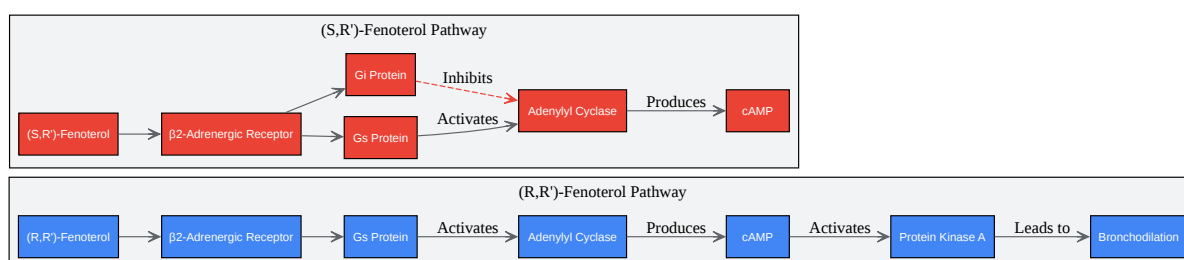 (S,R')-Fenoterol Pathway
Gi Protein
Inhibits
(S,R')-Fenoterol
β2-Adrenergic Receptor
Gs Protein
Activates
Adenylyl Cyclase
Produces
cAMP
(R,R')-Fenoterol Pathway
(R,R')-Fenoterol
β2-Adrenergic Receptor
Gs Protein
Activates
Adenylyl Cyclase
Produces
cAMP
Activates
Protein Kinase A
Leads to
Bronchodilation